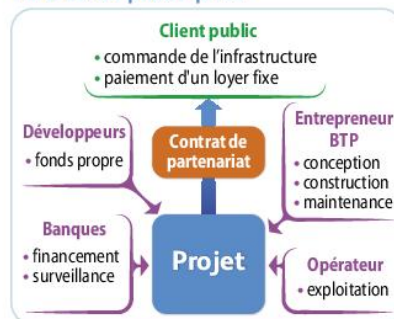 Client public
• commande de l'infrastructure
• paiement d'un loyer fixe
Développeurs
• fonds propre
Contrat de
partenariat
Entrepreneur
BTP
• conception
• construction
• maintenance
Banques
• financement
• surveillance
Projet
Opérateur
• exploitation